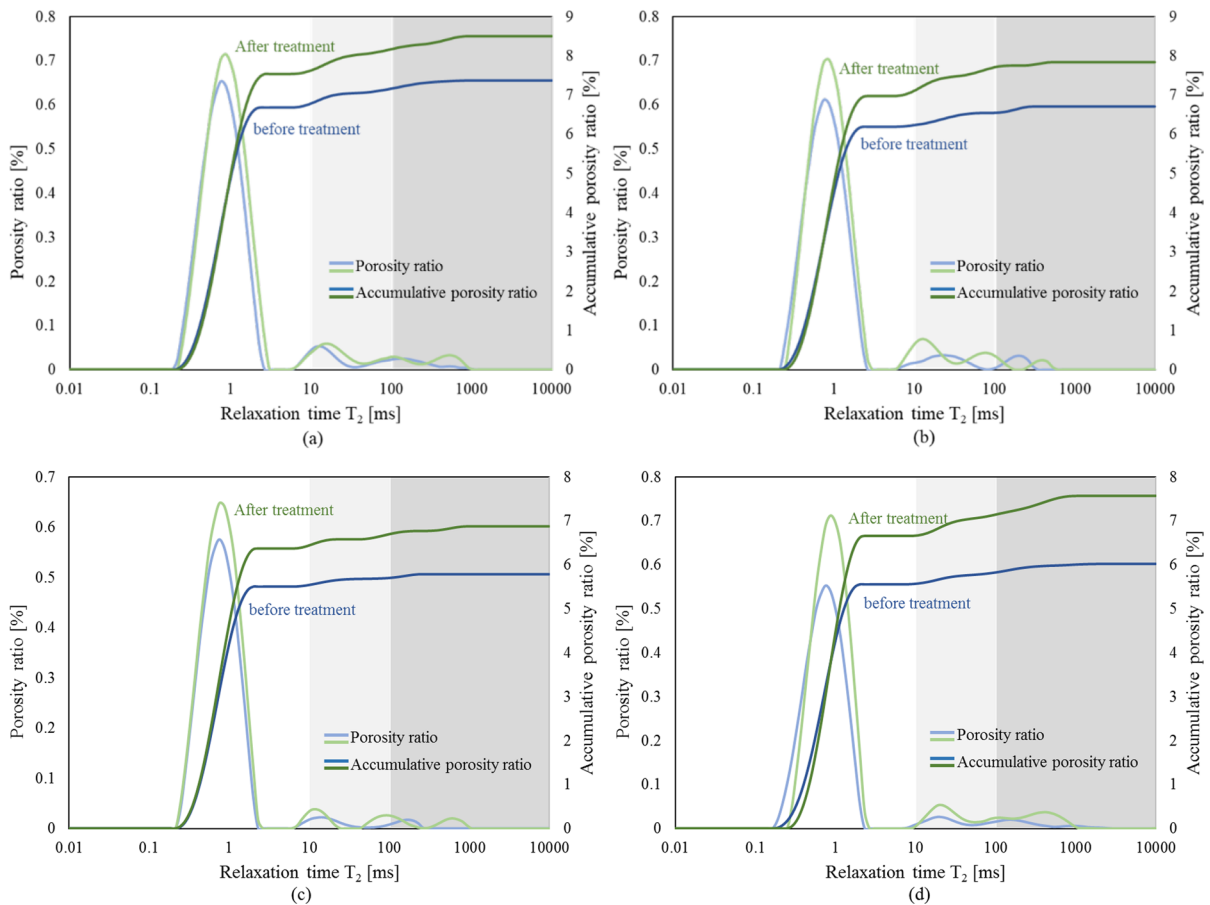 0.8
0.7
0.6
0.5
0.4
0.3
0.2
0.1
0
Porosity ratio [%]
9
8
7
6
5
4
3
2
1
0
Accumulative porosity ratio [%]
After treatment
before treatment
Porosity ratio
Accumulative porosity ratio
0.01 0.1 1 10 100 1000 10000
Relaxation time T2 [ms]
(a)
0.8
0.7
0.6
0.5
0.4
0.3
0.2
0.1
0
Porosity ratio [%]
9
8
7
6
5
4
3
2
1
0
Accumulative porosity ratio [%]
After treatment
before treatment
Porosity ratio
Accumulative porosity ratio
0.01 0.1 1 10 100 1000 10000
Relaxation time T2 [ms]
(b)
0.7
0.6
0.5
0.4
0.3
0.2
0.1
0
Porosity ratio [%]
8
7
6
5
4
3
2
1
0
Accumulative porosity ratio [%]
After treatment
before treatment
Porosity ratio
Accumulative porosity ratio
0.01 0.1 1 10 100 1000 10000
Relaxation time T2 [ms]
(c)
0.8
0.7
0.6
0.5
0.4
0.3
0.2
0.1
0
Porosity ratio [%]
8
7
6
5
4
3
2
1
0
Accumulative porosity ratio [%]
After treatment
before treatment
Porosity ratio
Accumulative porosity ratio
0.01 0.1 1 10 100 1000 10000
Relaxation time T2 [ms]
(d)